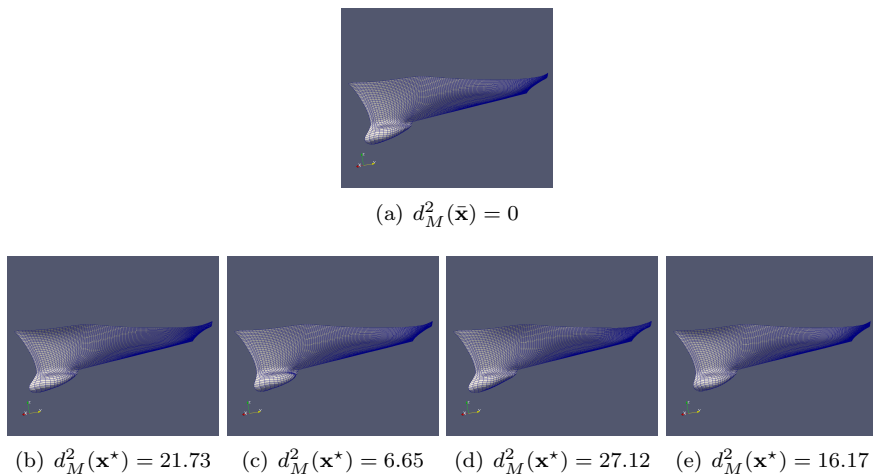 (a) d²_M(x̄) = 0
(b) d²_M(x⋆) = 21.73 (c) d²_M(x⋆) = 6.65 (d) d²_M(x⋆) = 27.12 (e) d²_M(x⋆) = 16.17